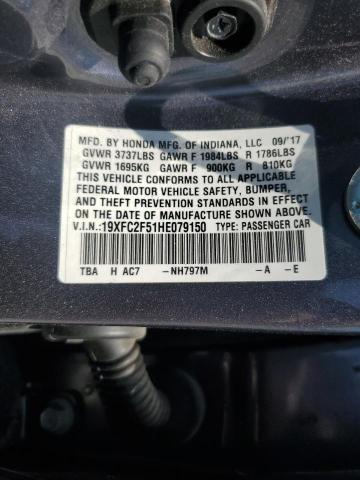 MFD. BY HONDA MFG. OF INDIANA, LLC 09/'17
GVWR 3737LBS GAWR F 1984LBS R 1786LBS
GVWR 1695KG GAWR F 900KG R 810KG
THIS VEHICLE CONFORMS TO ALL APPLICABLE
FEDERAL MOTOR VEHICLE SAFETY, BUMPER,
AND THEFT PREVENTION STANDARDS IN EFFECT
ON THE DATE OF MANUFACTURE SHOWN ABOVE.
V.I.N.:19XFC2F51HE079150 TYPE: PASSENGER CAR
TBA H AC7 -NH797M -A -E